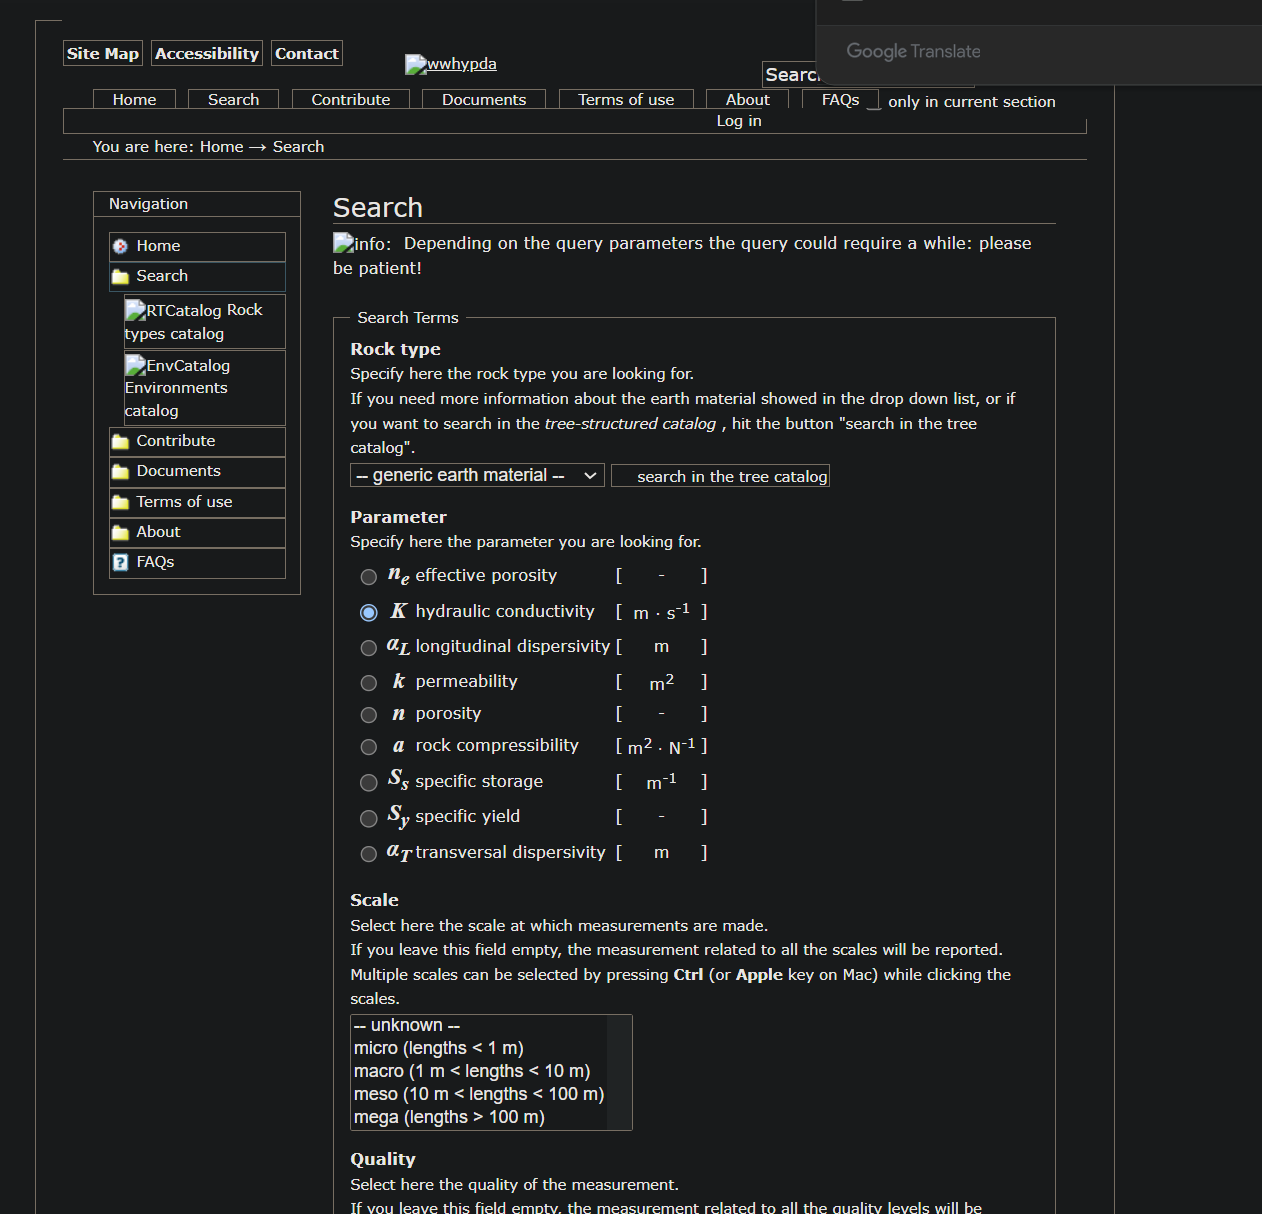 Google Translate
Site Map Accessibility Contact
wwhypda
Searc
Home Search Contribute Documents Terms of use About FAQs only in current section
Log in
You are here: Home → Search
Navigation
Home
Search
RTCatalog Rock
types catalog
EnvCatalog
Environments
catalog
Contribute
Documents
Terms of use
About
FAQs
Search
info: Depending on the query parameters the query could require a while: please
be patient!
Search Terms
Rock type
Specify here the rock type you are looking for.
If you need more information about the earth material showed in the drop down list, or if
you want to search in the tree-structured catalog , hit the button "search in the tree
catalog".
-- generic earth material -- search in the tree catalog
Parameter
Specify here the parameter you are looking for.
nₑ effective porosity [ - ]
K hydraulic conductivity [ m · s⁻¹ ]
α_L longitudinal dispersivity [ m ]
k permeability [ m² ]
n porosity [ - ]
a rock compressibility [ m² · N⁻¹ ]
Sₛ specific storage [ m⁻¹ ]
S_y specific yield [ - ]
α_T transversal dispersivity [ m ]
Scale
Select here the scale at which measurements are made.
If you leave this field empty, the measurement related to all the scales will be reported.
Multiple scales can be selected by pressing Ctrl (or Apple key on Mac) while clicking the
scales.
-- unknown --
micro (lengths < 1 m)
macro (1 m < lengths < 10 m)
meso (10 m < lengths < 100 m)
mega (lengths > 100 m)
Quality
Select here the quality of the measurement.
If you leave this field empty, the measurement related to all the quality levels will be